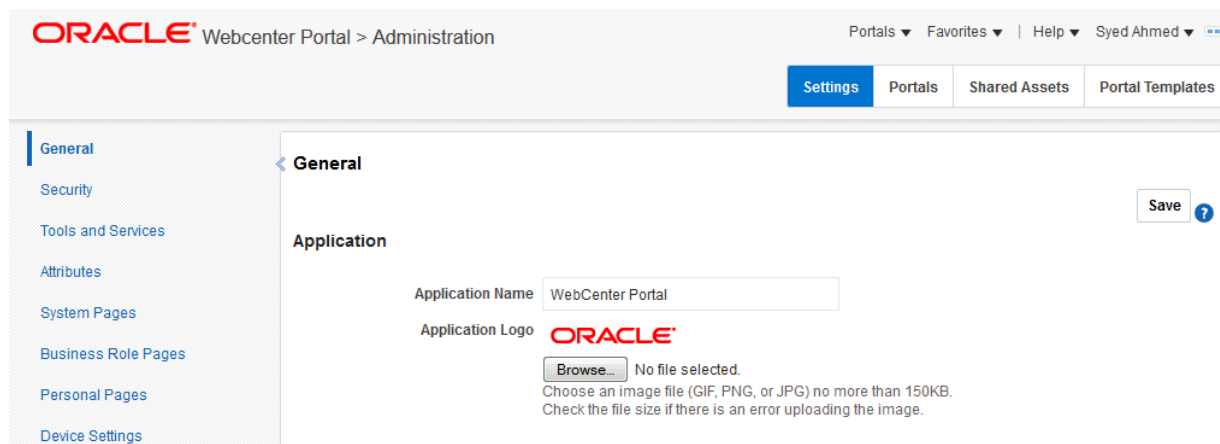 ORACLE Webcenter Portal > Administration
Portals Favorites | Help Syed Ahmed
Settings Portals Shared Assets Portal Templates
General
Security
Tools and Services
Attributes
System Pages
Business Role Pages
Personal Pages
Device Settings
General
Save ?
Application
Application Name WebCenter Portal
Application Logo ORACLE
Browse... No file selected.
Choose an image file (GIF, PNG, or JPG) no more than 150KB.
Check the file size if there is an error uploading the image.